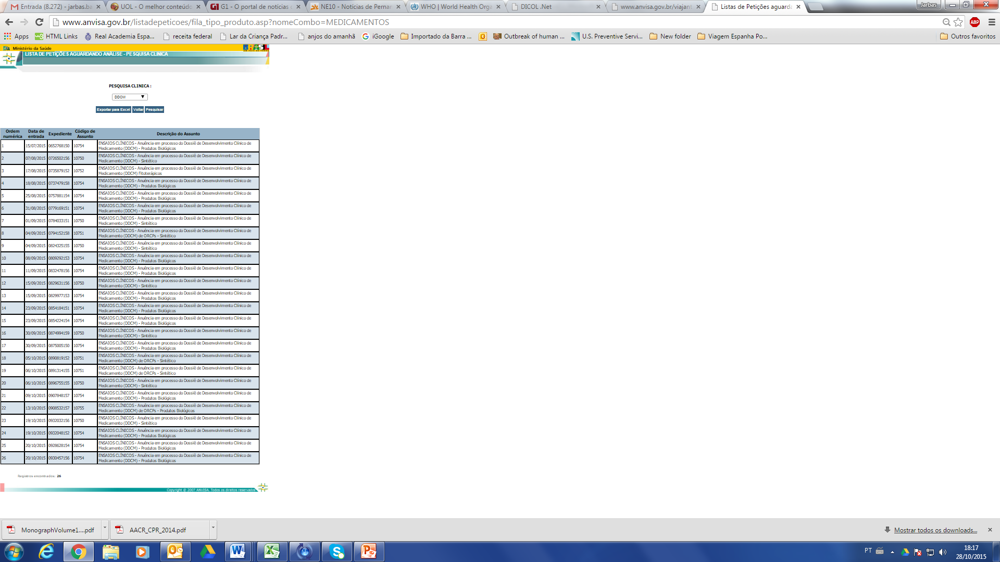 Entrada (8.272) - jarbas.ba
UOL - O melhor conteúdo
G1 - O portal de notícias
NE10 - Notícias de Pernan
WHO | World Health Orga
DICOL .Net
www.anvisa.gov.br/viajant
Listas de Petições aguarda
Jarbas
www.anvisa.gov.br/listadepeticoes/fila_tipo_produto.asp?nomeCombo=MEDICAMENTOS
ABP
Apps
HTML Links
Real Academia Espa...
receita federal
Lar da Criança Padr...
anjos do amanhã
iGoogle
Importado da Barra ...
Outbreak of human ...
U.S. Preventive Servi...
New folder
Viagem Espanha Po...
Outros favoritos
Ministério da Saúde
LISTA DE PETIÇÕES AGUARDANDO ANÁLISE - PESQUISA CLINICA
PESQUISA CLINICA :
DDCM
Exportar para Excel Voltar Pesquisar
Ordem numérica Data de entrada Expediente Código de Assunto Descrição do Assunto
1 15/07/2015 0652768150 10754 ENSAIOS CLÍNICOS - Anuência em processo do Dossiê de Desenvolvimento Clínico de
Medicamento (DDCM) - Produtos Biológicos
2 07/08/2015 0726502156 10750 ENSAIOS CLÍNICOS - Anuência em processo do Dossiê de Desenvolvimento Clínico de
Medicamento (DDCM) - Sintético
3 17/08/2015 0735879152 10752 ENSAIOS CLÍNICOS - Anuência em processo do Dossiê de Desenvolvimento Clínico de
Medicamento (DDCM) Fitoterápicos
4 18/08/2015 0737479158 10754 ENSAIOS CLÍNICOS - Anuência em processo do Dossiê de Desenvolvimento Clínico de
Medicamento (DDCM) - Produtos Biológicos
5 25/08/2015 0757881154 10754 ENSAIOS CLÍNICOS - Anuência em processo do Dossiê de Desenvolvimento Clínico de
Medicamento (DDCM) - Produtos Biológicos
6 31/08/2015 0779169151 10754 ENSAIOS CLÍNICOS - Anuência em processo do Dossiê de Desenvolvimento Clínico de
Medicamento (DDCM) - Produtos Biológicos
7 01/09/2015 0784033151 10750 ENSAIOS CLÍNICOS - Anuência em processo do Dossiê de Desenvolvimento Clínico de
Medicamento (DDCM) - Sintético
8 04/09/2015 0794152158 10751 ENSAIOS CLÍNICOS - Anuência em processo do Dossiê de Desenvolvimento Clínico de
Medicamento (DDCM) de ORCPs - Sintético
9 04/09/2015 0824325155 10750 ENSAIOS CLÍNICOS - Anuência em processo do Dossiê de Desenvolvimento Clínico de
Medicamento (DDCM) - Sintético
10 08/09/2015 0809292153 10754 ENSAIOS CLÍNICOS - Anuência em processo do Dossiê de Desenvolvimento Clínico de
Medicamento (DDCM) - Produtos Biológicos
11 11/09/2015 0832478156 10754 ENSAIOS CLÍNICOS - Anuência em processo do Dossiê de Desenvolvimento Clínico de
Medicamento (DDCM) - Produtos Biológicos
12 15/09/2015 0829631156 10750 ENSAIOS CLÍNICOS - Anuência em processo do Dossiê de Desenvolvimento Clínico de
Medicamento (DDCM) - Sintético
13 15/09/2015 0829977153 10754 ENSAIOS CLÍNICOS - Anuência em processo do Dossiê de Desenvolvimento Clínico de
Medicamento (DDCM) - Produtos Biológicos
14 23/09/2015 0854184151 10754 ENSAIOS CLÍNICOS - Anuência em processo do Dossiê de Desenvolvimento Clínico de
Medicamento (DDCM) - Produtos Biológicos
15 23/09/2015 0854224154 10754 ENSAIOS CLÍNICOS - Anuência em processo do Dossiê de Desenvolvimento Clínico de
Medicamento (DDCM) - Produtos Biológicos
16 30/09/2015 0874994159 10750 ENSAIOS CLÍNICOS - Anuência em processo do Dossiê de Desenvolvimento Clínico de
Medicamento (DDCM) - Sintético
17 30/09/2015 0875005150 10754 ENSAIOS CLÍNICOS - Anuência em processo do Dossiê de Desenvolvimento Clínico de
Medicamento (DDCM) - Produtos Biológicos
18 05/10/2015 0890819152 10751 ENSAIOS CLÍNICOS - Anuência em processo do Dossiê de Desenvolvimento Clínico de
Medicamento (DDCM) de ORCPs - Sintético
19 06/10/2015 0891314155 10751 ENSAIOS CLÍNICOS - Anuência em processo do Dossiê de Desenvolvimento Clínico de
Medicamento (DDCM) de ORCPs - Sintético
20 06/10/2015 0896755155 10750 ENSAIOS CLÍNICOS - Anuência em processo do Dossiê de Desenvolvimento Clínico de
Medicamento (DDCM) - Sintético
21 09/10/2015 0907848157 10754 ENSAIOS CLÍNICOS - Anuência em processo do Dossiê de Desenvolvimento Clínico de
Medicamento (DDCM) - Produtos Biológicos
22 13/10/2015 0908532157 10755 ENSAIOS CLÍNICOS - Anuência em processo do Dossiê de Desenvolvimento Clínico de
Medicamento (DDCM) de ORCPs - Produtos Biológicos
23 19/10/2015 0932032156 10750 ENSAIOS CLÍNICOS - Anuência em processo do Dossiê de Desenvolvimento Clínico de
Medicamento (DDCM) - Sintético
24 19/10/2015 0932048152 10754 ENSAIOS CLÍNICOS - Anuência em processo do Dossiê de Desenvolvimento Clínico de
Medicamento (DDCM) - Produtos Biológicos
25 20/10/2015 0928628154 10754 ENSAIOS CLÍNICOS - Anuência em processo do Dossiê de Desenvolvimento Clínico de
Medicamento (DDCM) - Produtos Biológicos
26 20/10/2015 0930457156 10754 ENSAIOS CLÍNICOS - Anuência em processo do Dossiê de Desenvolvimento Clínico de
Medicamento (DDCM) - Produtos Biológicos
Registros encontrados: 26
Copyright © 2007 ANVISA. Todos os direitos reservados
MonographVolume1....pdf
AACR_CPR_2014.pdf
Mostrar todos os downloads...
PT
18:17
28/10/2015